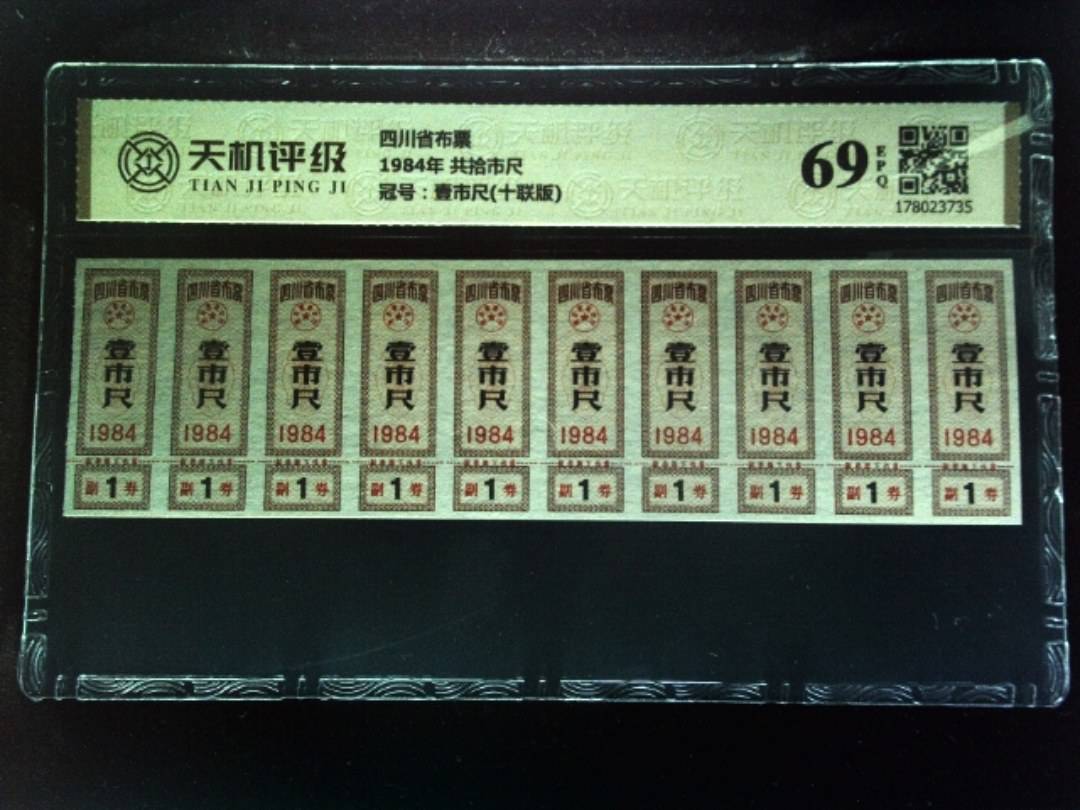 天机评级
TIAN JI PING JI
四川省布票
1984年 共拾市尺
冠号：壹市尺(十联版)
69
EPQ
178023735
四川省布票 四川省布票 四川省布票 四川省布票 四川省布票 四川省布票 四川省布票 四川省布票 四川省布票 四川省布票
壹市尺 壹市尺 壹市尺 壹市尺 壹市尺 壹市尺 壹市尺 壹市尺 壹市尺 壹市尺
1984 1984 1984 1984 1984 1984 1984 1984 1984 1984
副1券 副1券 副1券 副1券 副1券 副1券 副1券 副1券 副1券 副1券